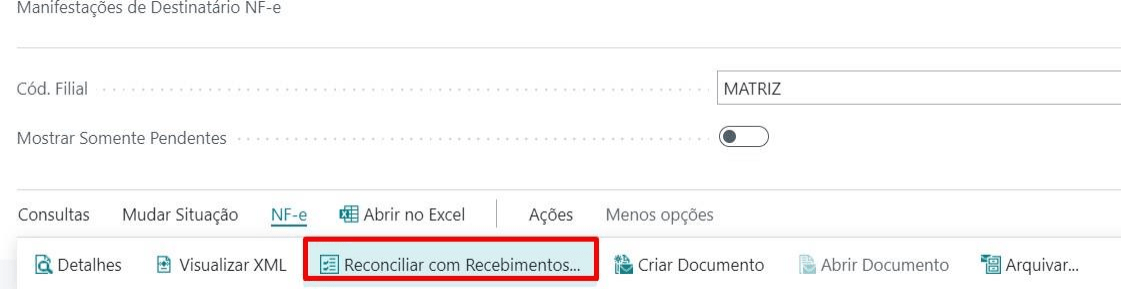 Manifestações de Destinatário NF-e
Cód. Filial MATRIZ
Mostrar Somente Pendentes
Consultas Mudar Situação NF-e Abrir no Excel Ações Menos opções
Detalhes Visualizar XML Reconciliar com Recebimentos... Criar Documento Abrir Documento Arquivar...